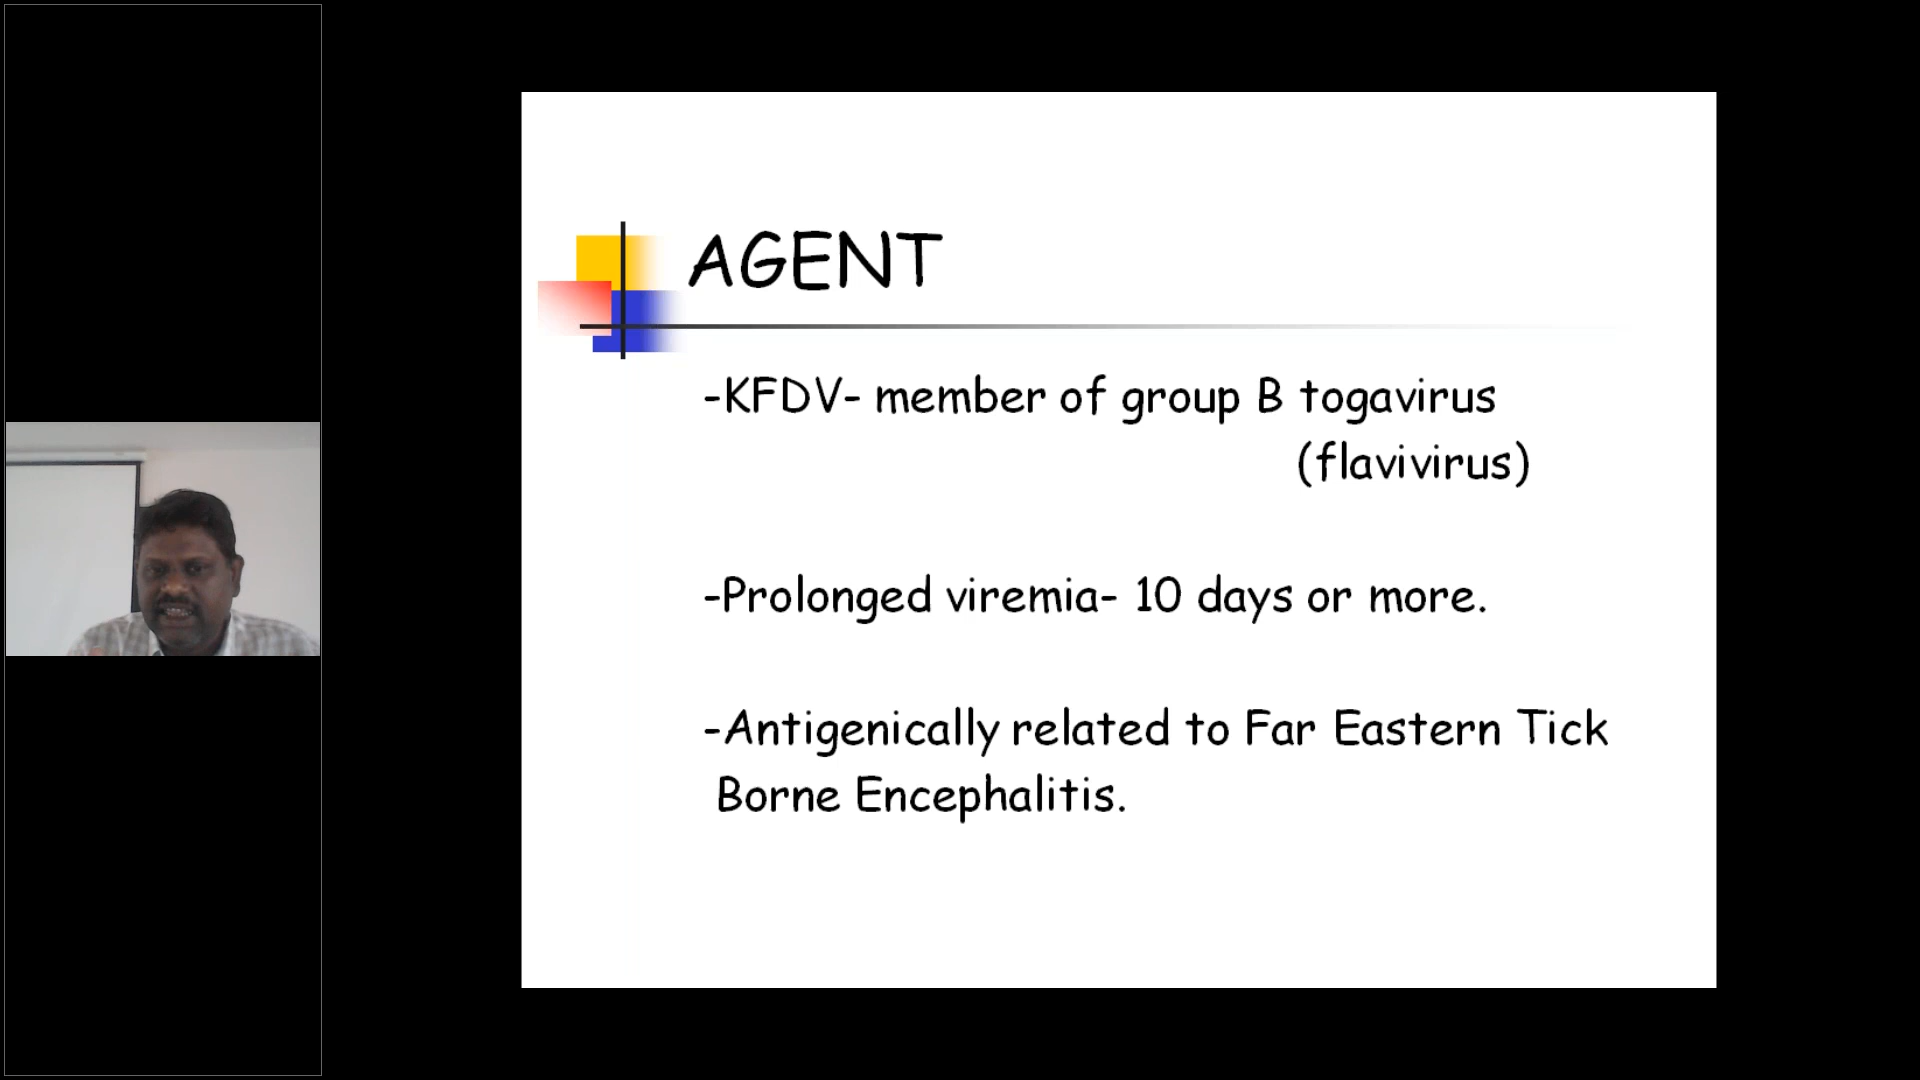 AGENT
-KFDV- member of group B togavirus
(flavivirus)
-Prolonged viremia- 10 days or more.
-Antigenically related to Far Eastern Tick
Borne Encephalitis.